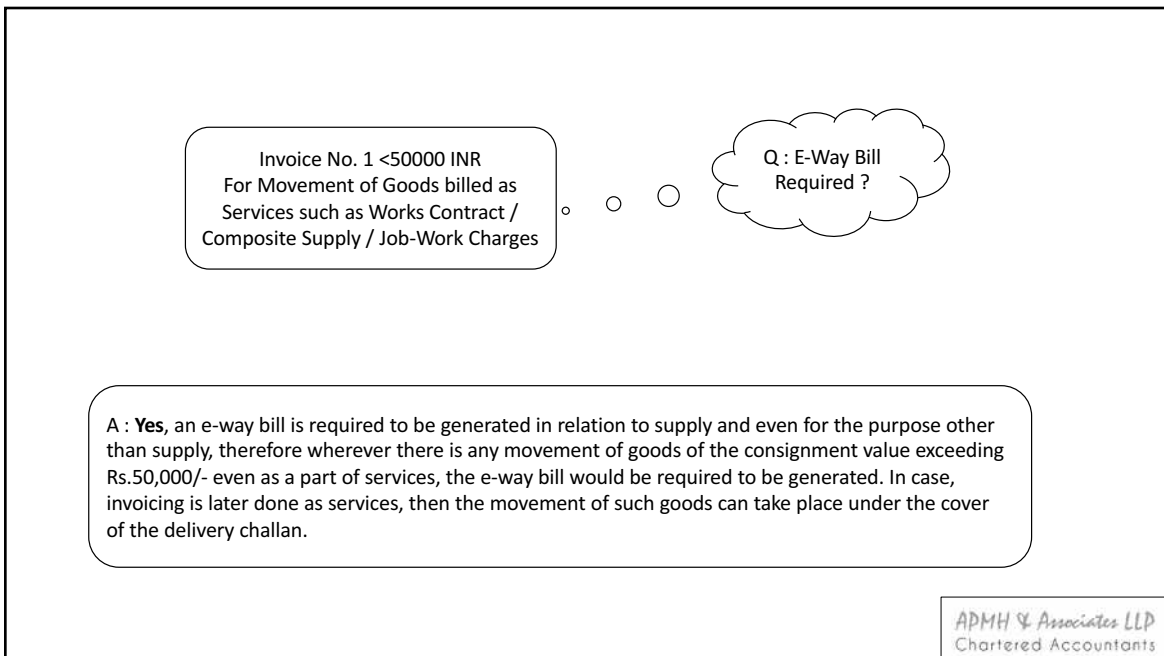 Invoice No. 1 <50000 INR
For Movement of Goods billed as
Services such as Works Contract /
Composite Supply / Job-Work Charges
Q : E-Way Bill
Required ?
A : Yes, an e-way bill is required to be generated in relation to supply and even for the purpose other
than supply, therefore wherever there is any movement of goods of the consignment value exceeding
Rs.50,000/- even as a part of services, the e-way bill would be required to be generated. In case,
invoicing is later done as services, then the movement of such goods can take place under the cover
of the delivery challan.
APMH & Associates LLP
Chartered Accountants